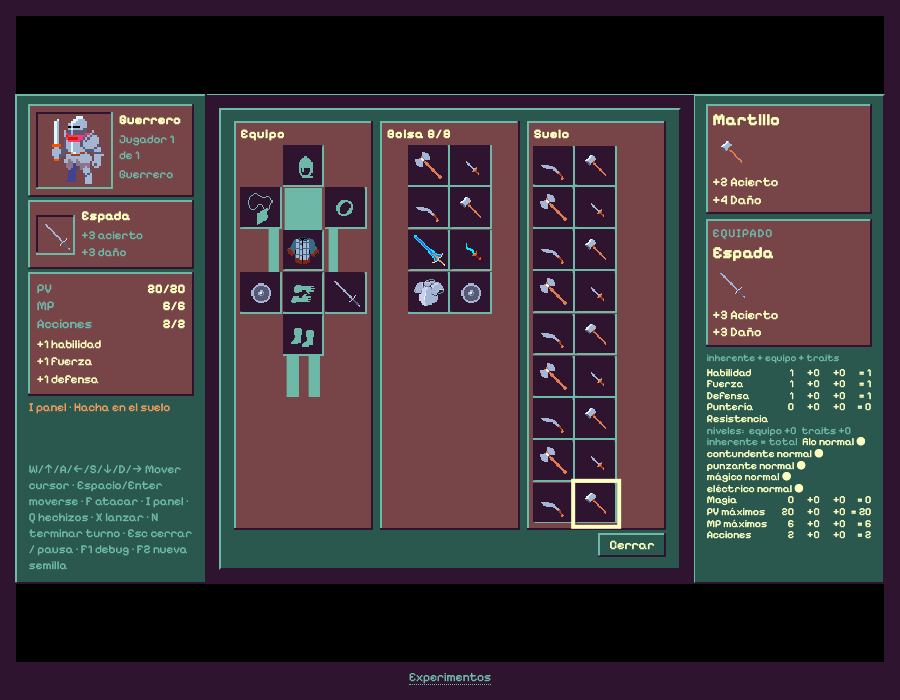 Guerrero
Jugador 1
de 1
Guerrero
Espada
+3 acierto
+3 daño
PV 80/80
MP 6/6
Acciones 8/8
+1 habilidad
+1 Fuerza
+1 defensa
I panel · Hacha en el suelo
W/↑/A/←/S/↓/D/→ Mover
cursor · Espacio/Enter
moverse · F atacar · I panel ·
Q hechizos · X lanzar · N
terminar turno · Esc cerrar
/ pausa · F1 debug · F2 nueva
semilla
Equipo
Bolsa 8/8
Suelo
Cerrar
Martillo
+2 Acierto
+4 Daño
EQUIPADO
Espada
+3 Acierto
+3 Daño
inherente + equipo + traits
Habilidad 1 +0 +0 = 1
Fuerza 1 +0 +0 = 1
Defensa 1 +0 +0 = 1
Puntería 0 +0 +0 = 0
Resistencia
niveles: equipo +0 traits +0
inherente = total filo normal
contundente normal
punzante normal
mágico normal
eléctrico normal
Magia 0 +0 +0 = 0
PV máximos 20 +0 +0 = 20
MP máximos 6 +0 +0 = 6
Acciones 2 +0 +0 = 2
Experimentos